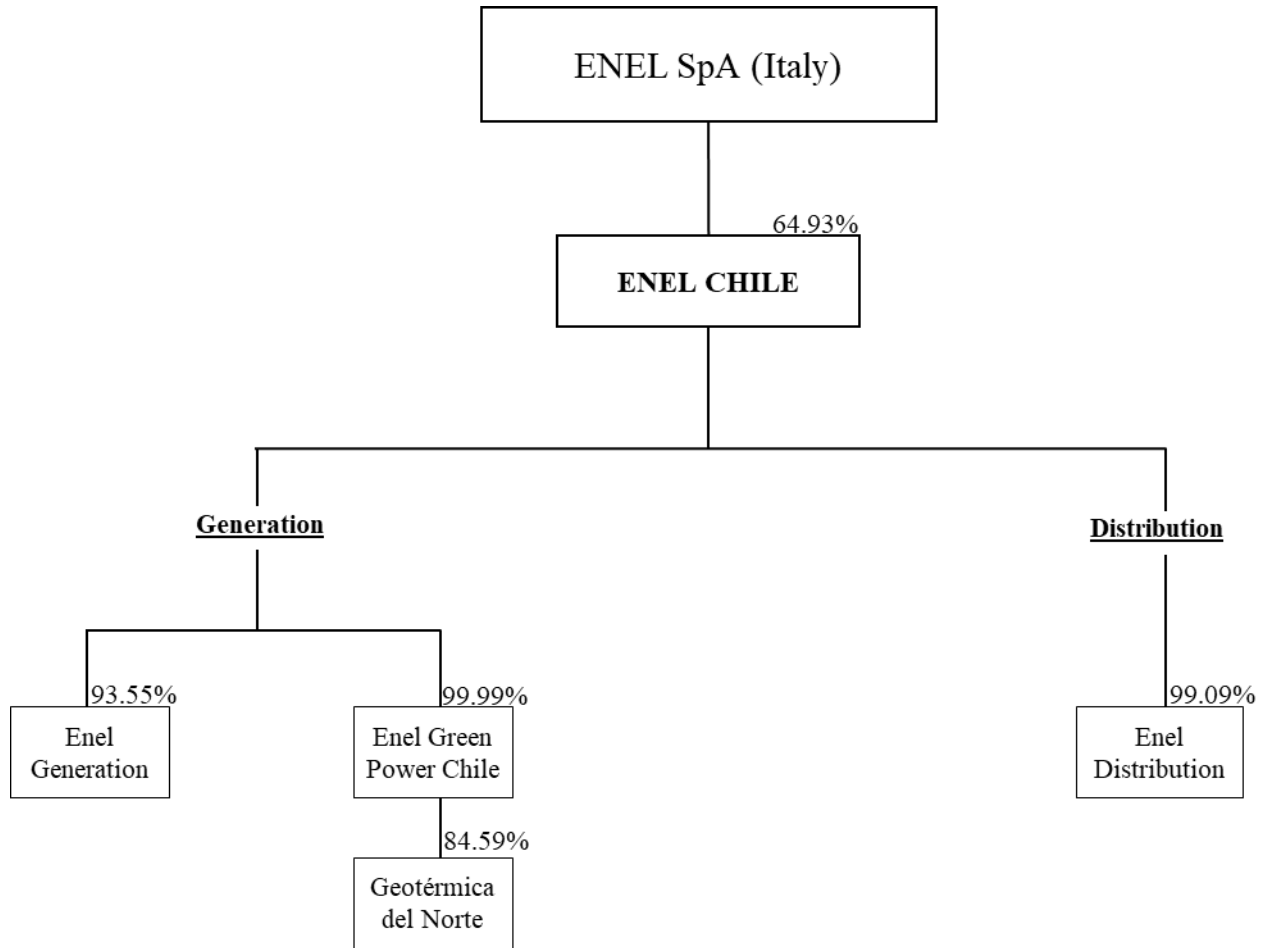 ENEL SpA (Italy)
64.93%
ENEL CHILE
Generation
Distribution
93.55%
99.99%
99.09%
Enel
Generation
Enel Green
Power Chile
Enel
Distribution
84.59%
Geotérmica
del Norte